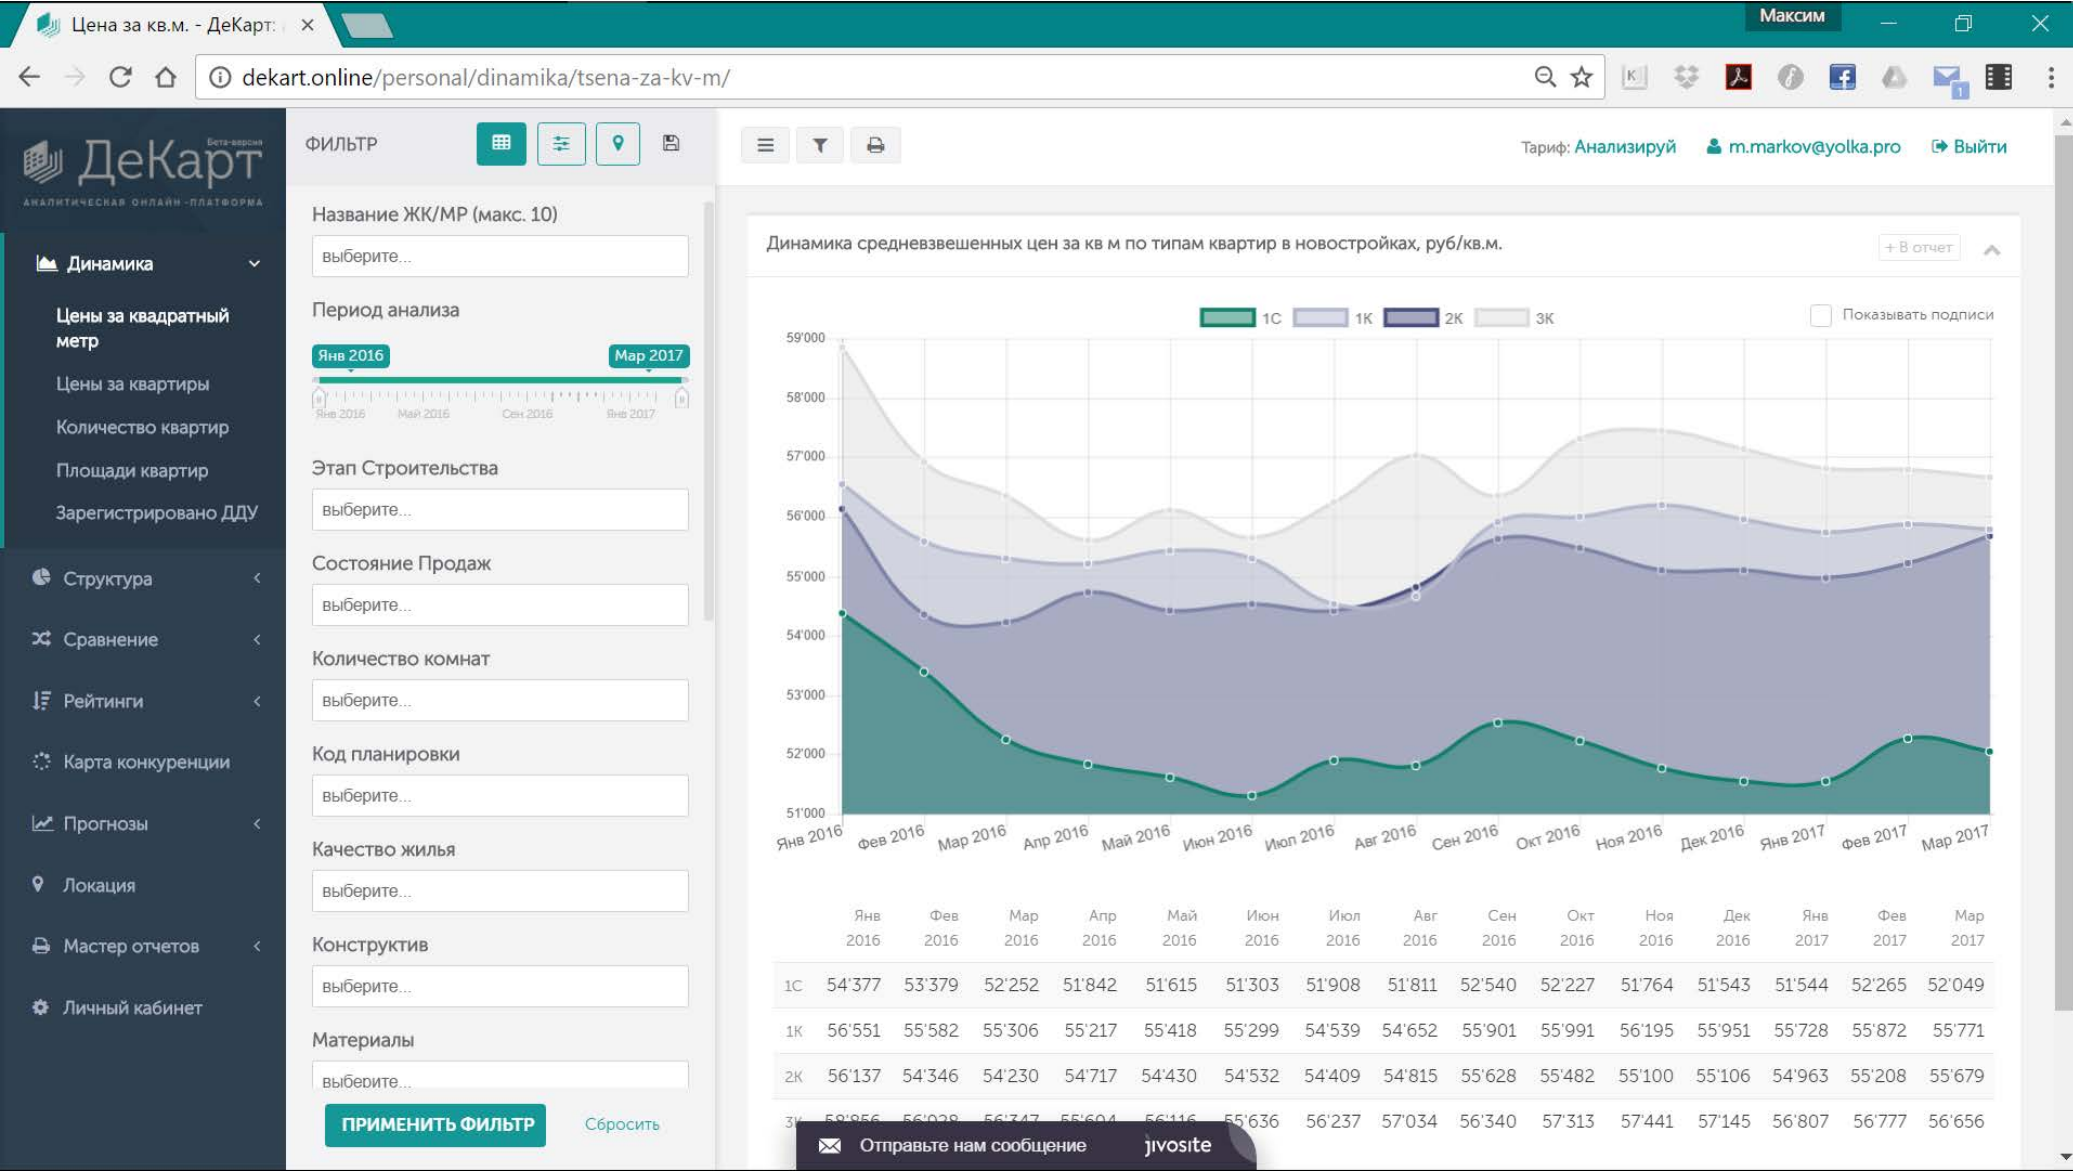 Цена за кв.м. - ДеКарт:
Максим
dekart.online/personal/dinamika/tsena-za-kv-m/
ДеКарт
Бета-версия
АНАЛИТИЧЕСКАЯ ОНЛАЙН-ПЛАТФОРМА
Динамика
Цены за квадратный
метр
Цены за квартиры
Количество квартир
Площади квартир
Зарегистрировано ДДУ
Структура
Сравнение
Рейтинги
Карта конкуренции
Прогнозы
Локация
Мастер отчетов
Личный кабинет
ФИЛЬТР
Название ЖК/МР (макс. 10)
выберите...
Период анализа
Янв 2016 Мар 2017
Янв 2016 Май 2016 Сен 2016 Янв 2017
Этап Строительства
выберите...
Состояние Продаж
выберите...
Количество комнат
выберите...
Код планировки
выберите...
Качество жилья
выберите...
Конструктив
выберите...
Материалы
выберите...
ПРИМЕНИТЬ ФИЛЬТР Сбросить
Тариф: Анализируй m.markov@yolka.pro Выйти
Динамика средневзвешенных цен за кв м по типам квартир в новостройках, руб/кв.м.
+ В отчет
1С 1К 2К 3К
Показывать подписи
59'000
58'000
57'000
56'000
55'000
54'000
53'000
52'000
51'000
Янв 2016 Фев 2016 Мар 2016 Апр 2016 Май 2016 Июн 2016 Июл 2016 Авг 2016 Сен 2016 Окт 2016 Ноя 2016 Дек 2016 Янв 2017 Фев 2017 Мар 2017
Янв Фев Мар Апр Май Июн Июл Авг Сен Окт Ноя Дек Янв Фев Мар
2016 2016 2016 2016 2016 2016 2016 2016 2016 2016 2016 2016 2017 2017 2017
1С 54'377 53'379 52'252 51'842 51'615 51'303 51'908 51'811 52'540 52'227 51'764 51'543 51'544 52'265 52'049
1К 56'551 55'582 55'306 55'217 55'418 55'299 54'539 54'652 55'901 55'991 56'195 55'951 55'728 55'872 55'771
2К 56'137 54'346 54'230 54'717 54'430 54'532 54'409 54'815 55'628 55'482 55'100 55'106 54'963 55'208 55'679
56'237 57'034 56'340 57'313 57'441 57'145 56'807 56'777 56'656
Отправьте нам сообщение jivosite